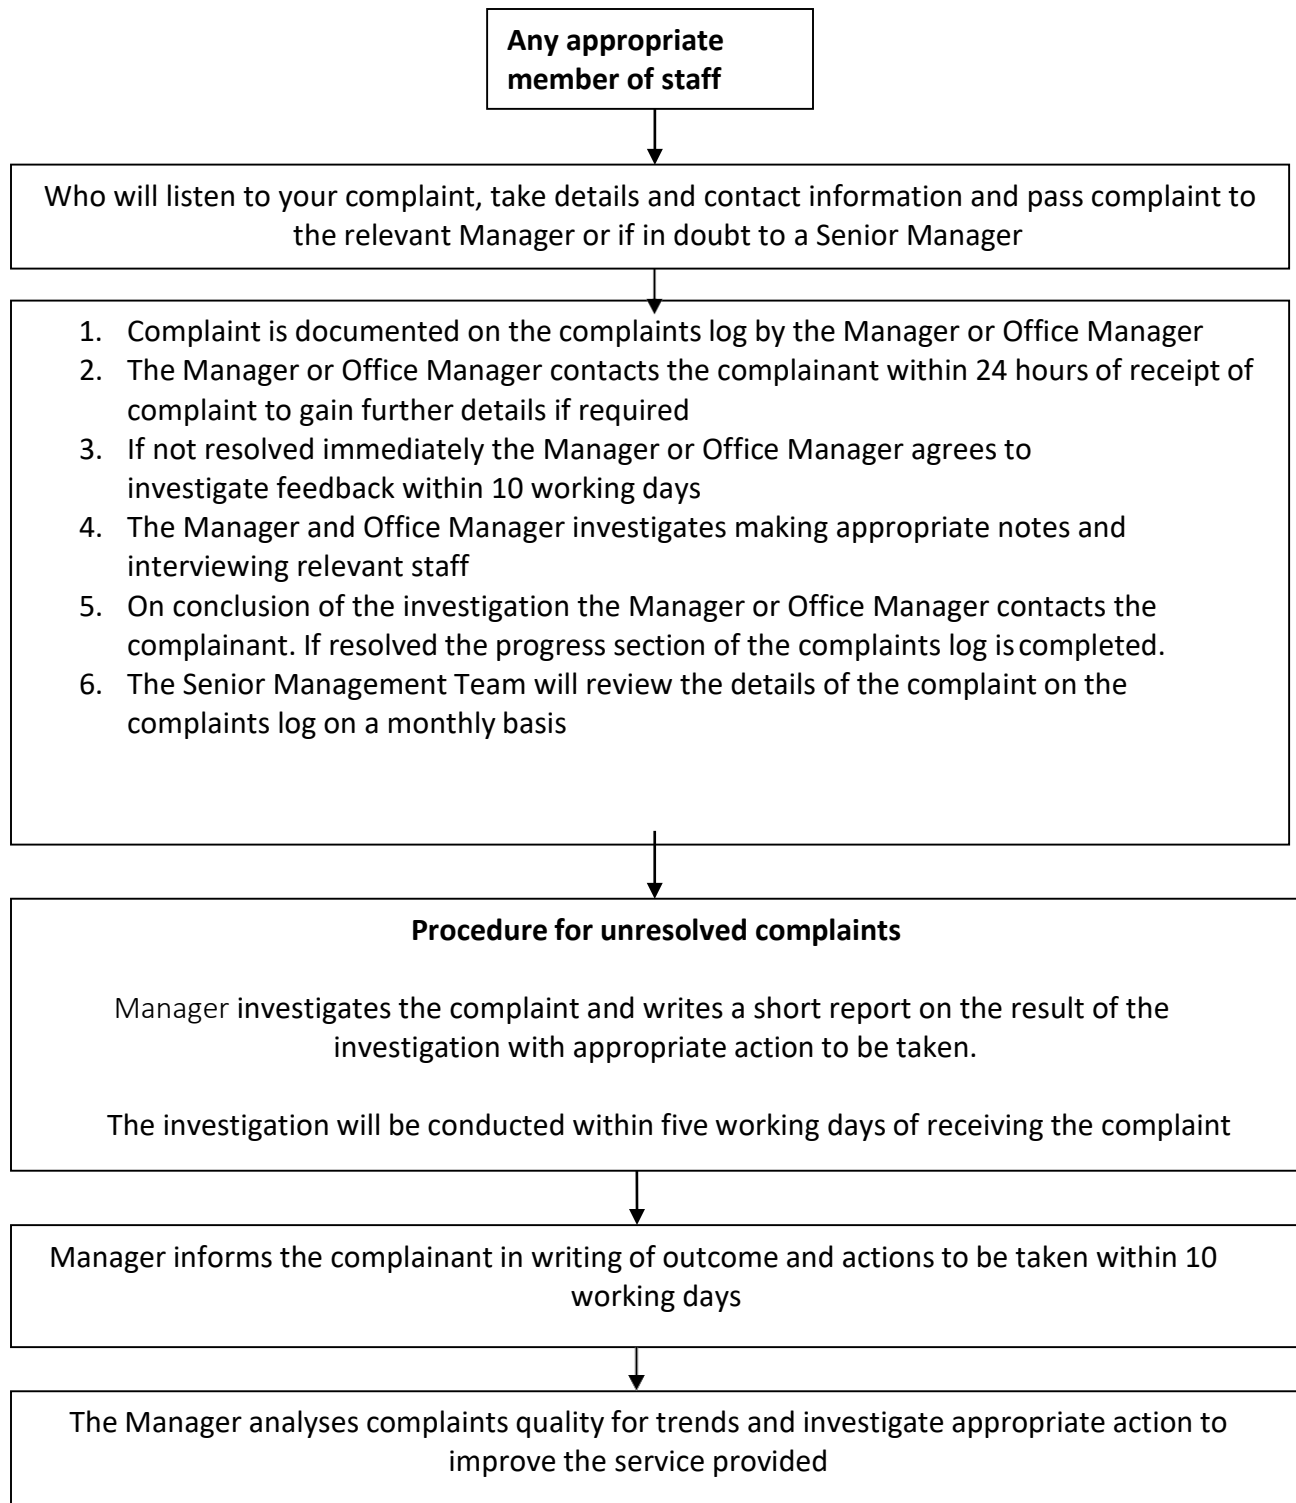 Any appropriate
member of staff
Who will listen to your complaint, take details and contact information and pass complaint to
the relevant Manager or if in doubt to a Senior Manager
1. Complaint is documented on the complaints log by the Manager or Office Manager
2. The Manager or Office Manager contacts the complainant within 24 hours of receipt of
complaint to gain further details if required
3. If not resolved immediately the Manager or Office Manager agrees to
investigate feedback within 10 working days
4. The Manager and Office Manager investigates making appropriate notes and
interviewing relevant staff
5. On conclusion of the investigation the Manager or Office Manager contacts the
complainant. If resolved the progress section of the complaints log is completed.
6. The Senior Management Team will review the details of the complaint on the
complaints log on a monthly basis
Procedure for unresolved complaints
Manager investigates the complaint and writes a short report on the result of the
investigation with appropriate action to be taken.
The investigation will be conducted within five working days of receiving the complaint
Manager informs the complainant in writing of outcome and actions to be taken within 10
working days
The Manager analyses complaints quality for trends and investigate appropriate action to
improve the service provided